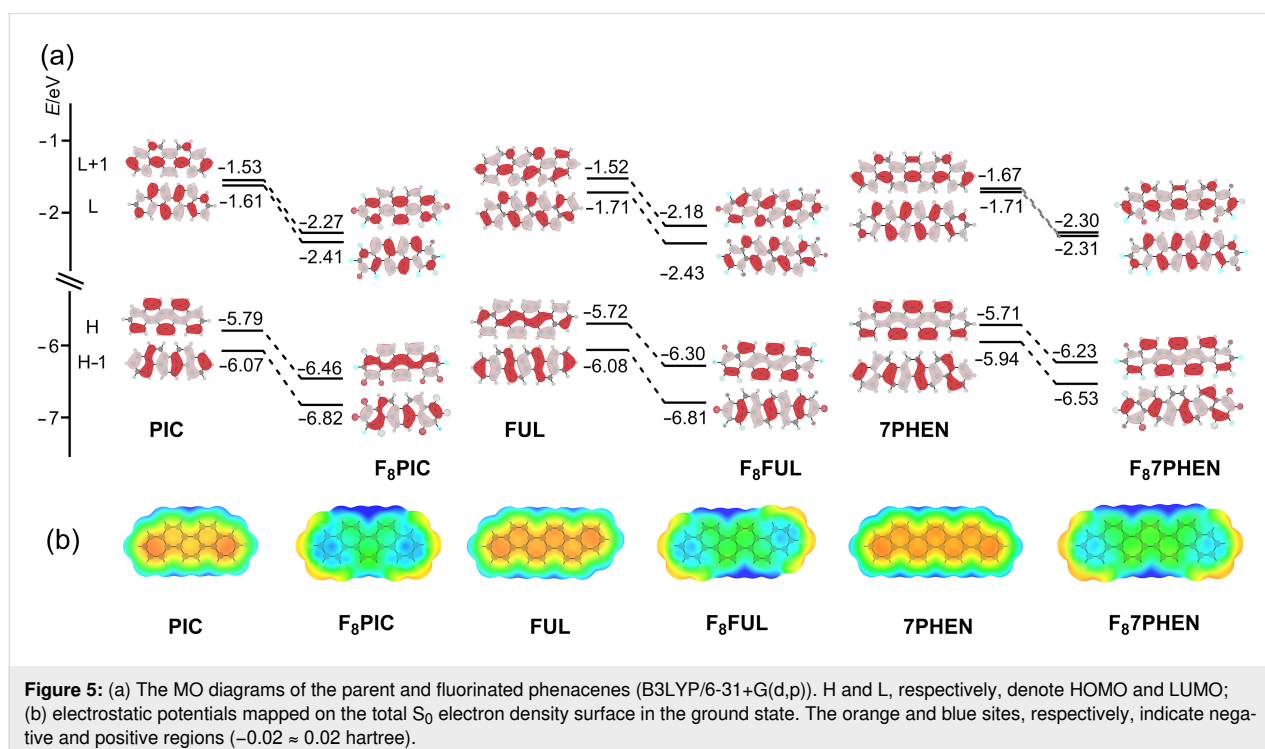 (a)
E/eV
−1
L+1
−1.53
−1.52
−1.67
L
−1.61
−1.71
−1.71
−2
−2.27
−2.18
−2.30
−2.41
−2.43
−2.31
H
−5.79
−5.72
−5.71
−6
H-1
−6.07
−6.46
−6.08
−6.30
−5.94
−6.23
−7
−6.82
−6.81
−6.53
PIC
FUL
7PHEN
F₈PIC
F₈FUL
F₈7PHEN
(b)
PIC
F₈PIC
FUL
F₈FUL
7PHEN
F₈7PHEN
Figure 5: (a) The MO diagrams of the parent and fluorinated phenacenes (B3LYP/6-31+G(d,p)). H and L, respectively, denote HOMO and LUMO;
(b) electrostatic potentials mapped on the total S₀ electron density surface in the ground state. The orange and blue sites, respectively, indicate nega-
tive and positive regions (−0.02 ≈ 0.02 hartree).